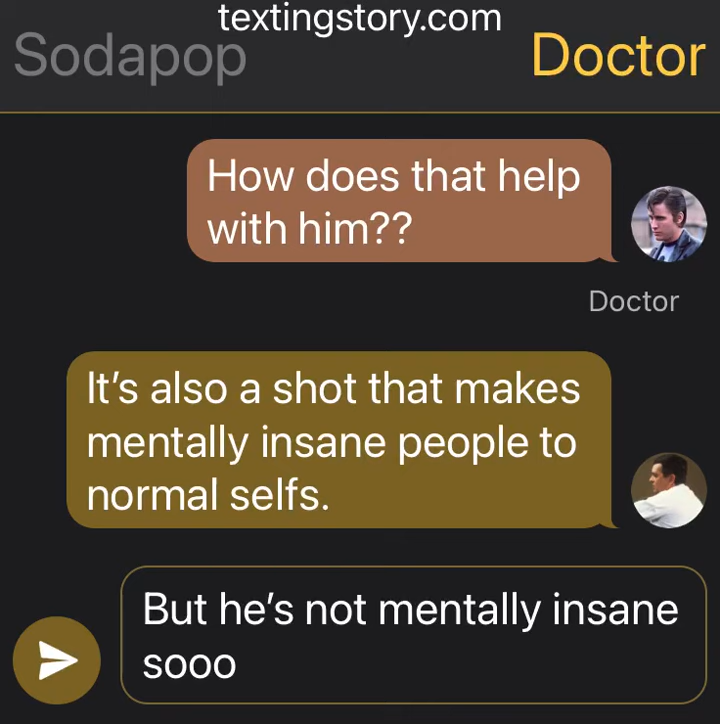 textingstory.com
Sodapop Doctor
How does that help
with him??
Doctor
It’s also a shot that makes
mentally insane people to
normal selfs.
But he’s not mentally insane
sooo